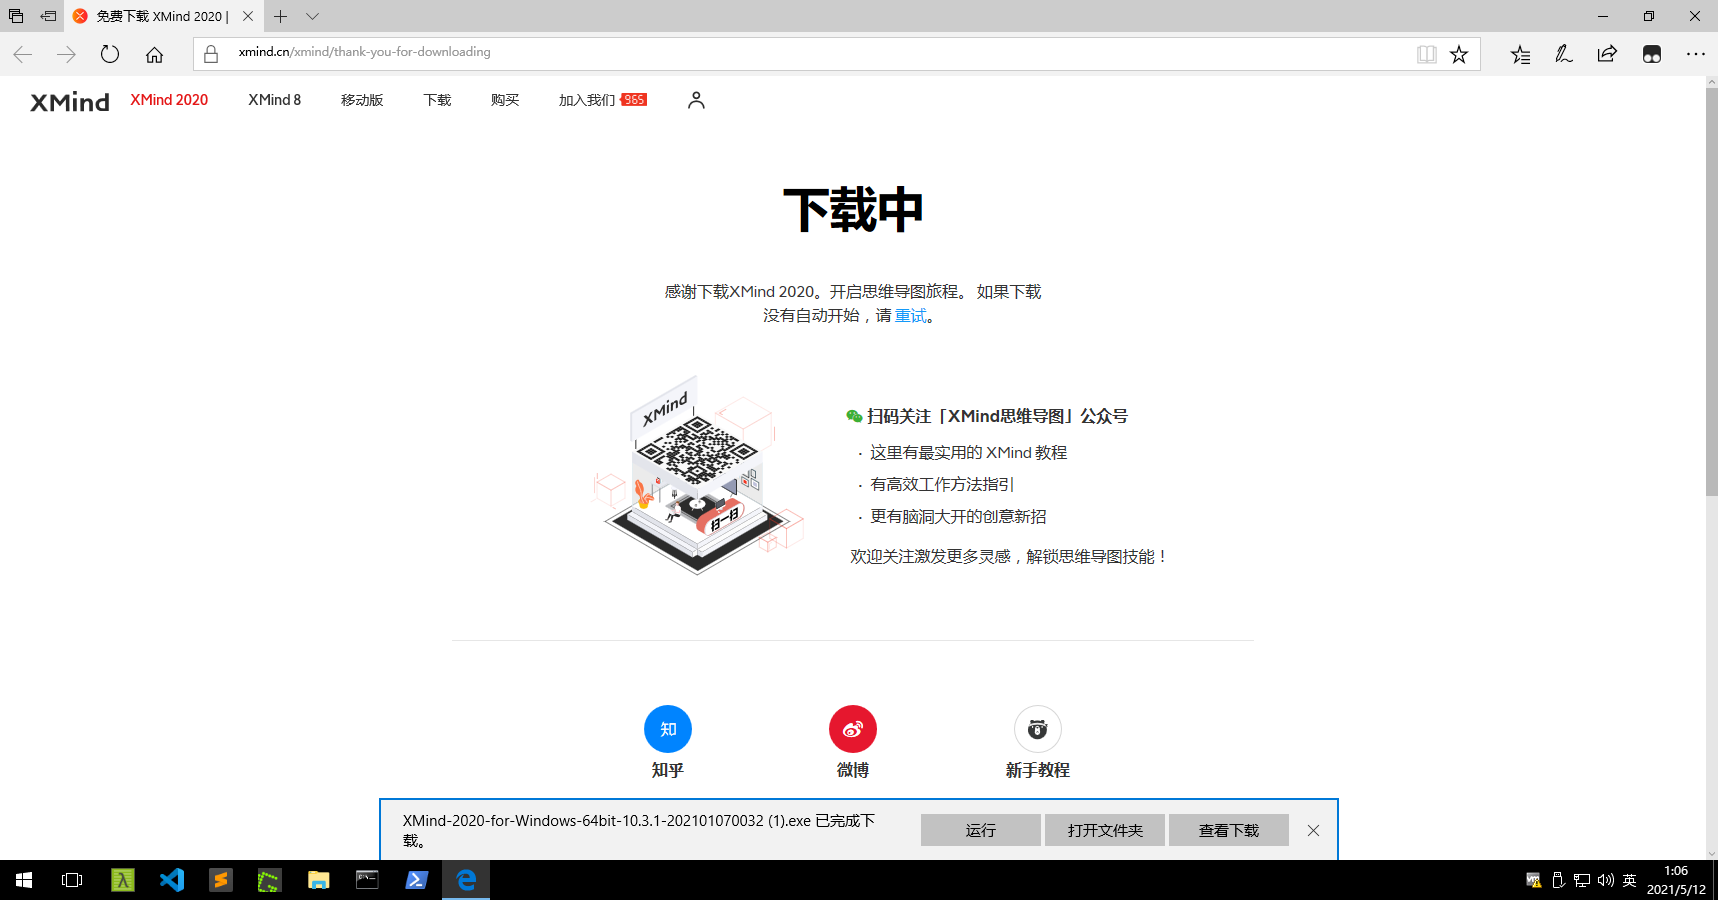 免费下载 XMind 2020 |
xmind.cn/xmind/thank-you-for-downloading
XMind XMind 2020 XMind 8 移动版 下载 购买 加入我们 965
下载中
感谢下载XMind 2020。开启思维导图旅程。 如果下载
没有自动开始，请 重试。
XMind
扫一扫
扫码关注「XMind思维导图」公众号
· 这里有最实用的 XMind 教程
· 有高效工作方法指引
· 更有脑洞大开的创意新招
欢迎关注激发更多灵感，解锁思维导图技能！
知
知乎 微博 新手教程
XMind-2020-for-Windows-64bit-10.3.1-202101070032 (1).exe 已完成下
载。
运行 打开文件夹 查看下载
英
1:06
2021/5/12